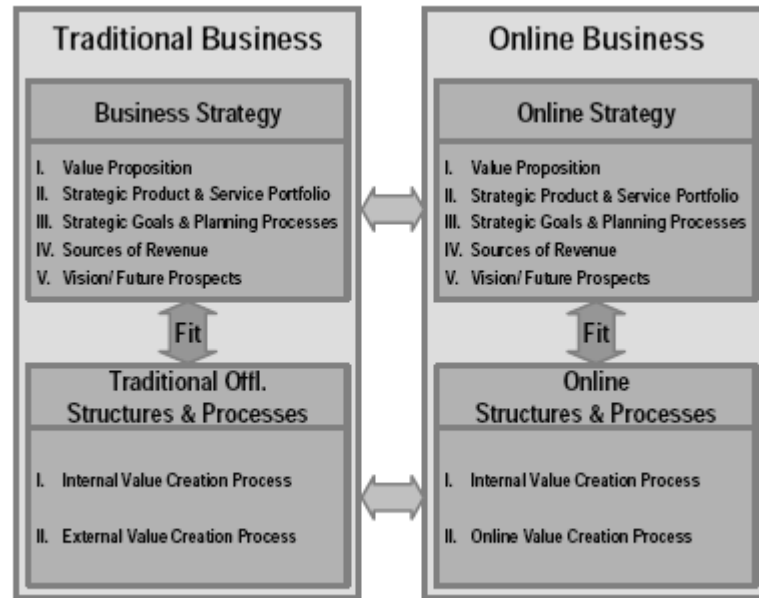 Traditional Business
Business Strategy
I. Value Proposition
II. Strategic Product & Service Portfolio
III. Strategic Goals & Planning Processes
IV. Sources of Revenue
V. Vision/ Future Prospects
Fit
Traditional Offl.
Structures & Processes
I. Internal Value Creation Process
II. External Value Creation Process
Online Business
Online Strategy
I. Value Proposition
II. Strategic Product & Service Portfolio
III. Strategic Goals & Planning Processes
IV. Sources of Revenue
V. Vision/ Future Prospects
Fit
Online
Structures & Processes
I. Internal Value Creation Process
II. Online Value Creation Process